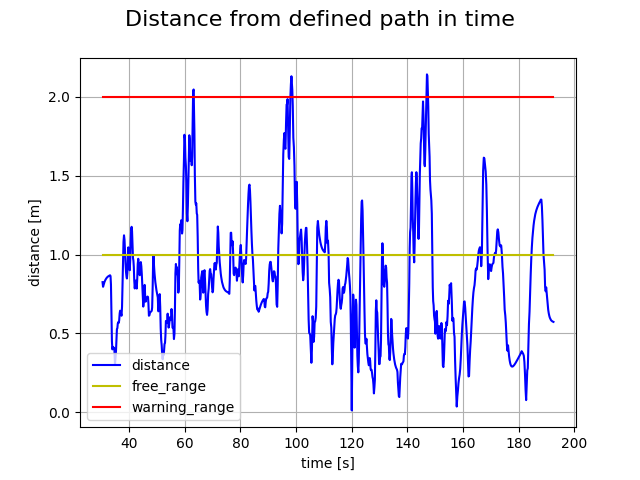 Distance from defined path in time
distance [m]
2.0
1.5
1.0
0.5
0.0
distance
free_range
warning_range
40 60 80 100 120 140 160 180 200
time [s]